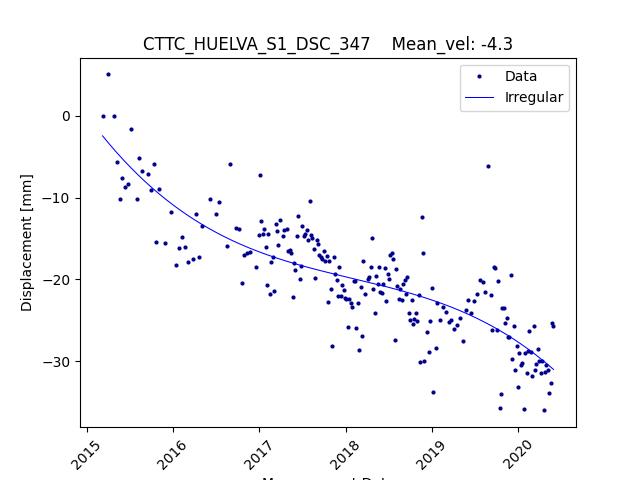 CTTC_HUELVA_S1_DSC_347    Mean_vel: -4.3
Data
Irregular
Displacement [mm]
0
−10
−20
−30
2015
2016
2017
2018
2019
2020